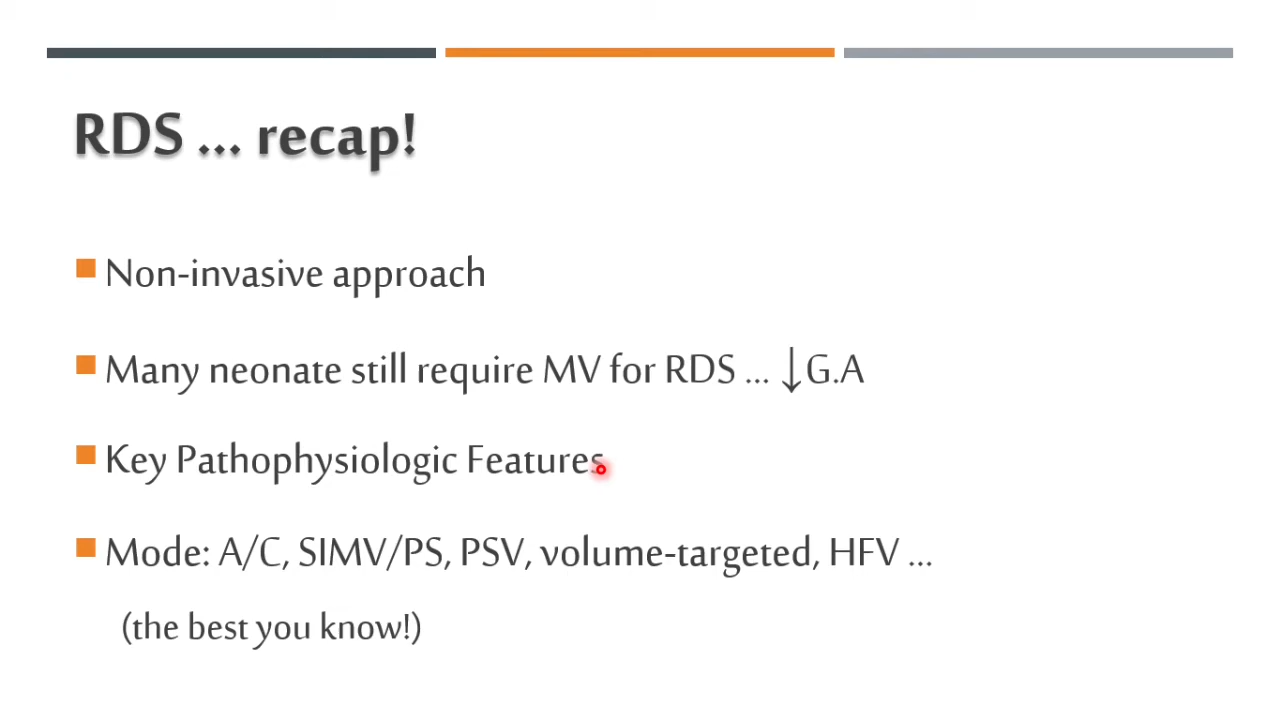 RDS ... recap!
Non-invasive approach
Many neonate still require MV for RDS ... ↓G.A
Key Pathophysiologic Features
Mode: A/C, SIMV/PS, PSV, volume-targeted, HFV ...
(the best you know!)